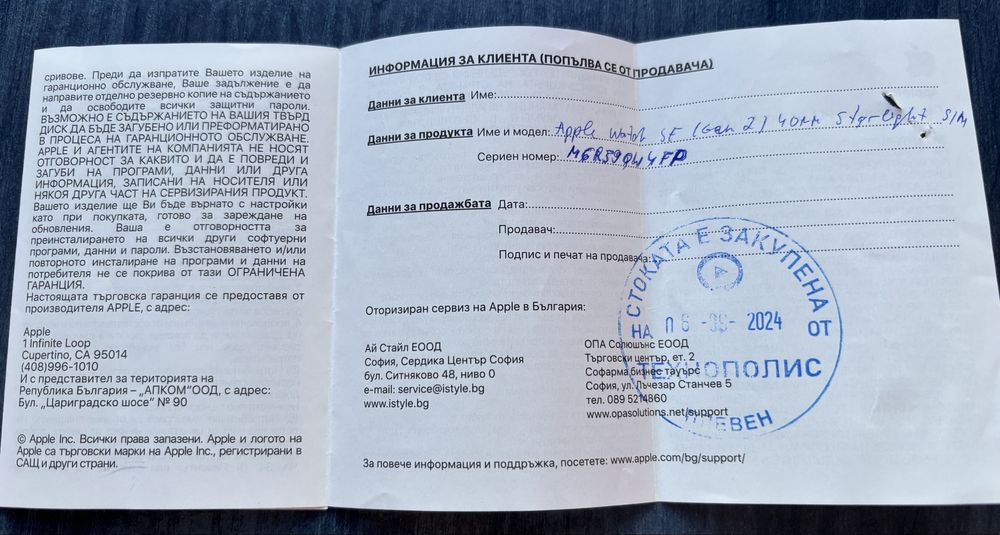 сривове. Преди да изпратите Вашето изделие на
гаранционно обслужване, Ваше задължение е да
направите отделно резервно копие на съдържанието
и да освободите всички защитни пароли.
ВЪЗМОЖНО Е СЪДЪРЖАНИЕТО НА ВАШИЯ ТВЪРД
ДИСК ДА БЪДЕ ЗАГУБЕНО ИЛИ ПРЕФОРМАТИРАНО
В ПРОЦЕСА НА ГАРАНЦИОННОТО ОБСЛУЖВАНЕ.
APPLE И АГЕНТИТЕ НА КОМПАНИЯТА НЕ НОСЯТ
ОТГОВОРНОСТ ЗА КАКВИТО И ДА Е ПОВРЕДИ И
ЗАГУБИ НА ПРОГРАМИ, ДАННИ ИЛИ ДРУГА
ИНФОРМАЦИЯ, ЗАПИСАНИ НА НОСИТЕЛЯ ИЛИ
НЯКОЯ ДРУГА ЧАСТ НА СЕРВИЗИРАНИЯ ПРОДУКТ.
Вашето изделие ще Ви бъде върнато с настройки
като при покупката, готово за зареждане на
обновления. Ваша е отговорността за
преинсталирането на всички други софтуерни
програми, данни и пароли. Възстановяването и/или
повторното инсталиране на програми и данни на
потребителя не се покрива от тази ОГРАНИЧЕНА
ГАРАНЦИЯ.
Настоящата търговска гаранция се предоставя от
производителя APPLE, с адрес:
Apple
1 Infinite Loop
Cupertino, CA 95014
(408)996-1010
И с представител за територията на
Република България – „АПКОМ“ООД, с адрес:
Бул. „Цариградско шосе“ № 90
© Apple Inc. Всички права запазени. Apple и логото на
Apple са търговски марки на Apple Inc., регистрирани в
САЩ и други страни.
ИНФОРМАЦИЯ ЗА КЛИЕНТА (ПОПЪЛВА СЕ ОТ ПРОДАВАЧА)
Данни за клиента Име:
Данни за продукта Име и модел: Apple Watch SE (Gen 2) 40mm Starlight S/M
Сериен номер:
Данни за продажбата Дата:
Продавач:
Подпис и печат на продавача:
Оторизиран сервиз на Apple в България:
Ай Стайл ЕООД
София, Сердика Център София
бул. Ситняково 48, ниво 0
e-mail: service@istyle.bg
www.istyle.bg
ОПА Солюшънс ЕООД
Търговски център, ет. 2
Софарма бизнес тауърс
София, ул. Лъчезар Станчев 5
тел. 089 5214860
www.opasolutions.net/support
За повече информация и поддръжка, посетете: www.apple.com/bg/support/
СТОКАТА Е ЗАКУПЕНА
НА 2024 ОТ
ТЕХНОПОЛИС
ПЛЕВЕН